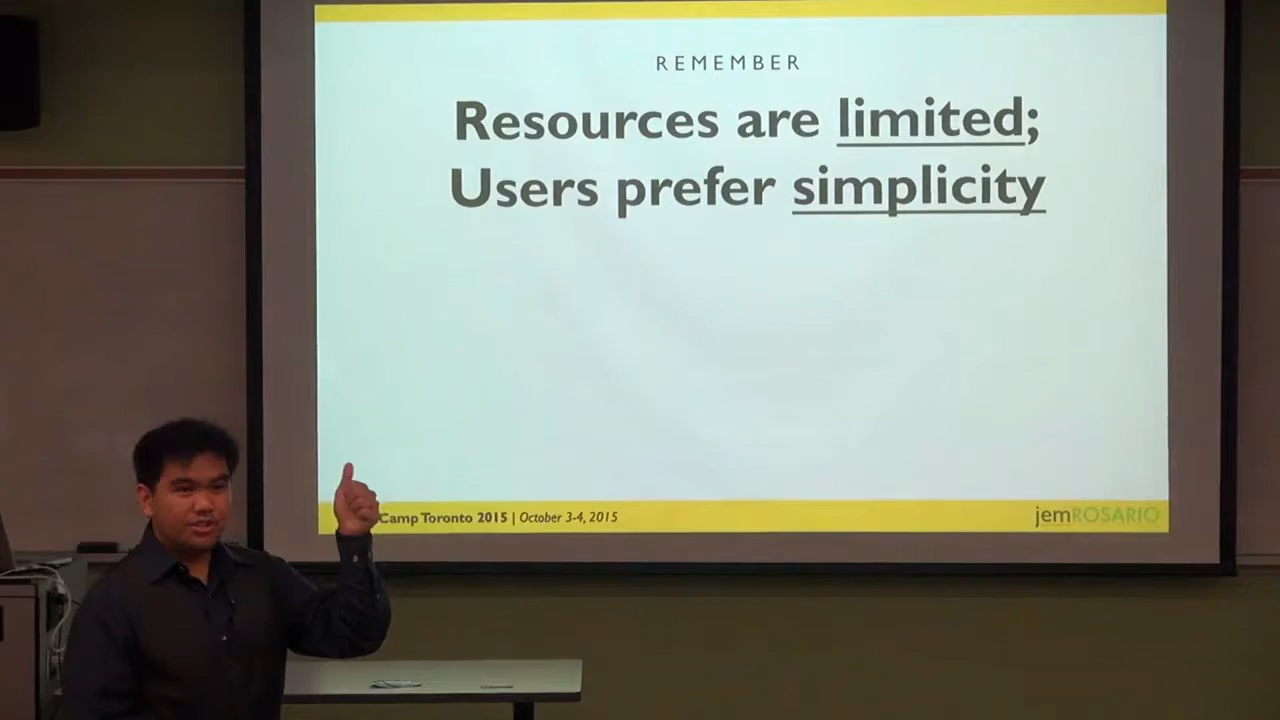 REMEMBER
Resources are limited;
Users prefer simplicity
Camp Toronto 2015 | October 3-4, 2015
jemROSARIO